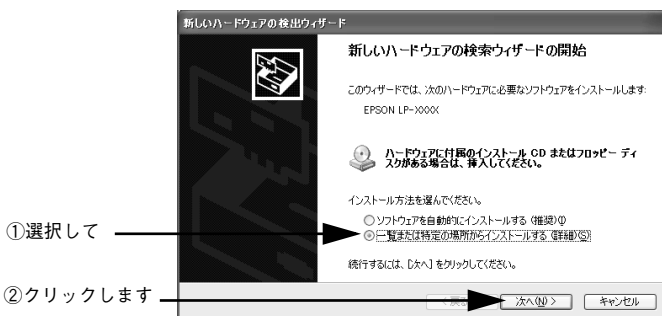 新しいハードウェアの検出ウィザード
新しいハードウェアの検索ウィザードの開始
このウィザードでは、次のハードウェアに必要なソフトウェアをインストールします:
EPSON LP-XXXX
ハードウェアに付属のインストール CD またはフロッピー ディ
スクがある場合は、挿入してください。
インストール方法を選んでください。
ソフトウェアを自動的にインストールする (推奨)(I)
①選択して
一覧または特定の場所からインストールする (詳細)(S)
続行するには、[次へ] をクリックしてください。
②クリックします
次へ(N) >
キャンセル